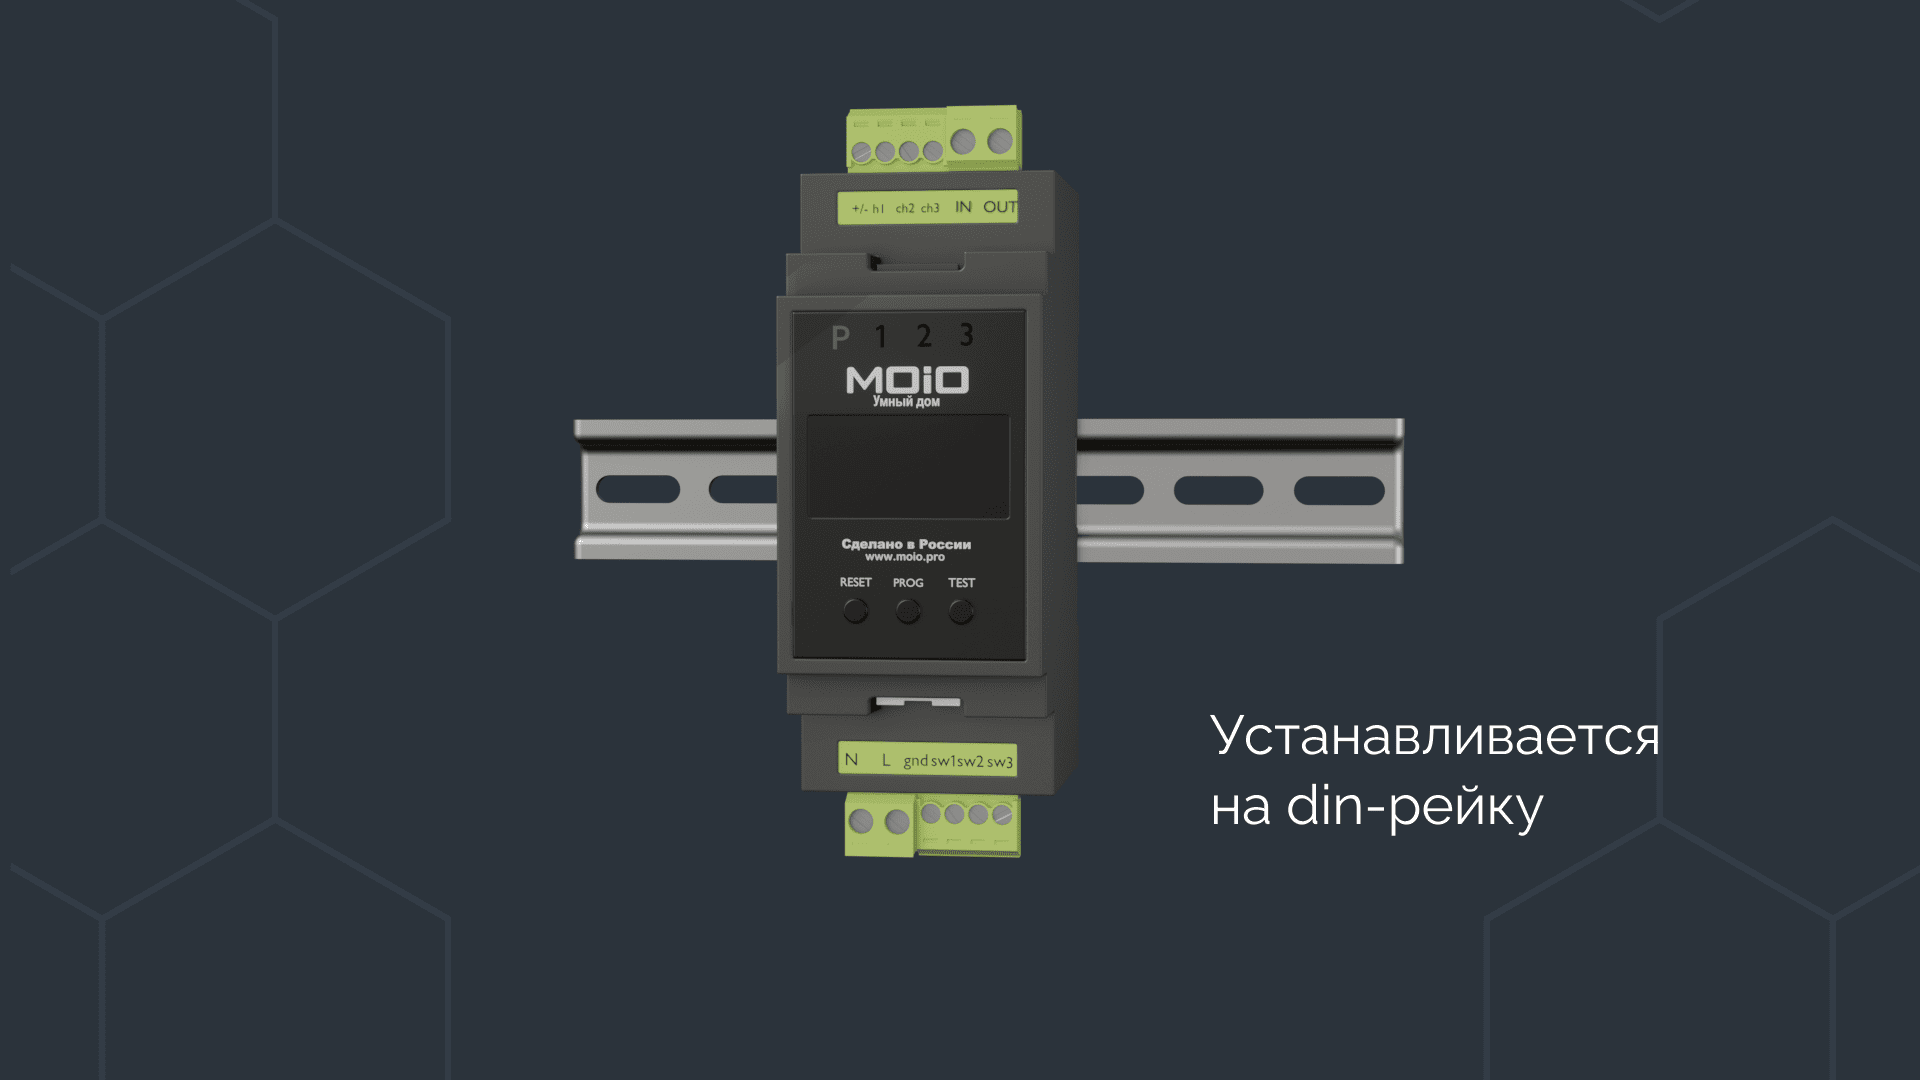 +/- h1 ch2 ch3 IN OUT
P 1 2 3
MOiO
Умный дом
Сделано в России
www.moio.pro
RESET PROG TEST
N L gnd sw1 sw2 sw3
Устанавливается
на din-рейку